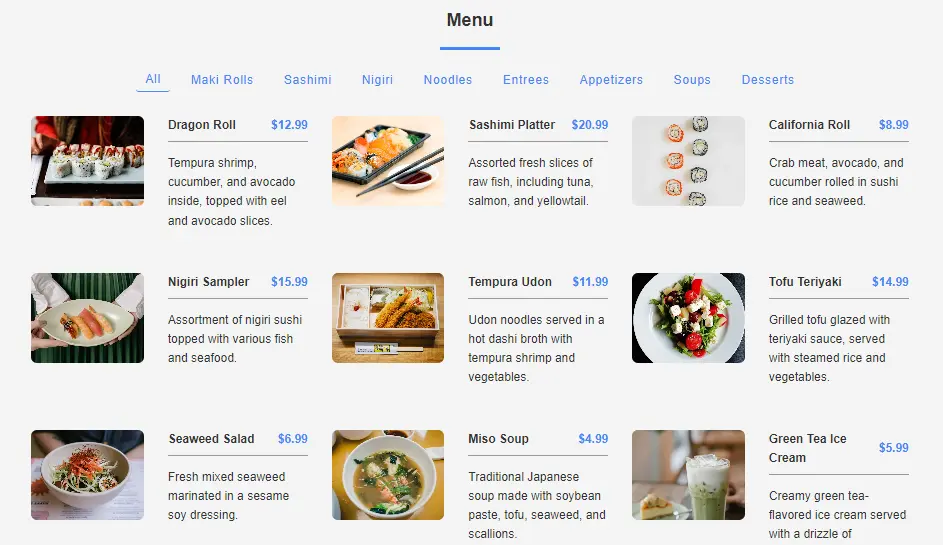 Menu
All Maki Rolls Sashimi Nigiri Noodles Entrees Appetizers Soups Desserts
Dragon Roll $12.99
Tempura shrimp,
cucumber, and avocado
inside, topped with eel
and avocado slices.
Sashimi Platter $20.99
Assorted fresh slices of
raw fish, including tuna,
salmon, and yellowtail.
California Roll $8.99
Crab meat, avocado, and
cucumber rolled in sushi
rice and seaweed.
Nigiri Sampler $15.99
Assortment of nigiri sushi
topped with various fish
and seafood.
Tempura Udon $11.99
Udon noodles served in a
hot dashi broth with
tempura shrimp and
vegetables.
Tofu Teriyaki $14.99
Grilled tofu glazed with
teriyaki sauce, served
with steamed rice and
vegetables.
Seaweed Salad $6.99
Fresh mixed seaweed
marinated in a sesame
soy dressing.
Miso Soup $4.99
Traditional Japanese
soup made with soybean
paste, tofu, seaweed, and
scallions.
Green Tea Ice
Cream $5.99
Creamy green tea-
flavored ice cream served
with a drizzle of